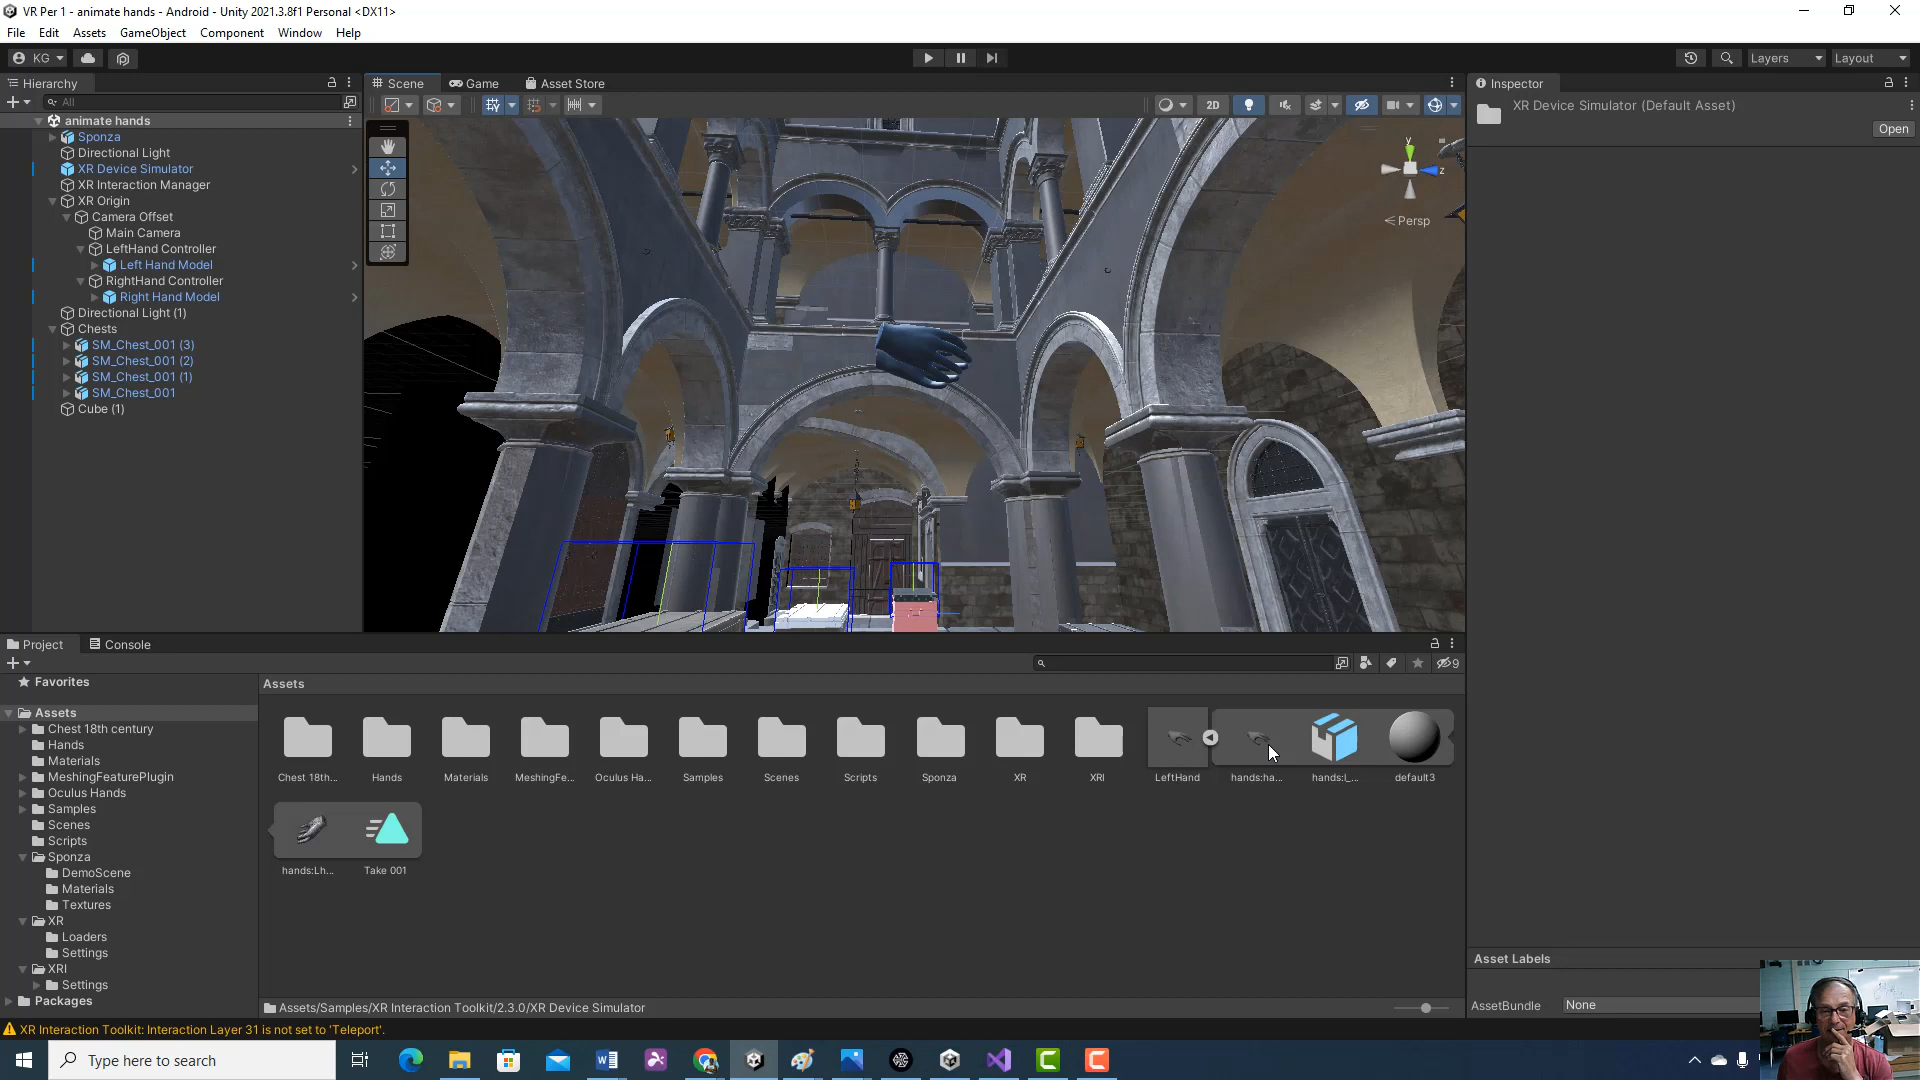 VR Per 1 - animate hands - Android - Unity 2021.3.8f1 Personal <DX11>
File Edit Assets GameObject Component Window Help
KG
Layers
Layout
Hierarchy
All
animate hands
Sponza
Directional Light
XR Device Simulator
XR Interaction Manager
XR Origin
Camera Offset
Main Camera
LeftHand Controller
Left Hand Model
RightHand Controller
Right Hand Model
Directional Light (1)
Chests
SM_Chest_001 (3)
SM_Chest_001 (2)
SM_Chest_001 (1)
SM_Chest_001
Cube (1)
Scene
Game
Asset Store
2D
y
z
Persp
Inspector
XR Device Simulator (Default Asset)
Open
Project
Console
9
Favorites
Assets
Chest 18th century
Hands
Materials
MeshingFeaturePlugin
Oculus Hands
Samples
Scenes
Scripts
Sponza
DemoScene
Materials
Textures
XR
Loaders
Settings
XRI
Settings
Packages
Assets
Chest 18th...
Hands
Materials
MeshingFe...
Oculus Ha...
Samples
Scenes
Scripts
Sponza
XR
XRI
LeftHand
hands:ha...
hands:l_...
default3
hands:Lh...
Take 001
Assets/Samples/XR Interaction Toolkit/2.3.0/XR Device Simulator
Asset Labels
AssetBundle
None
XR Interaction Toolkit: Interaction Layer 31 is not set to 'Teleport'.
Type here to search